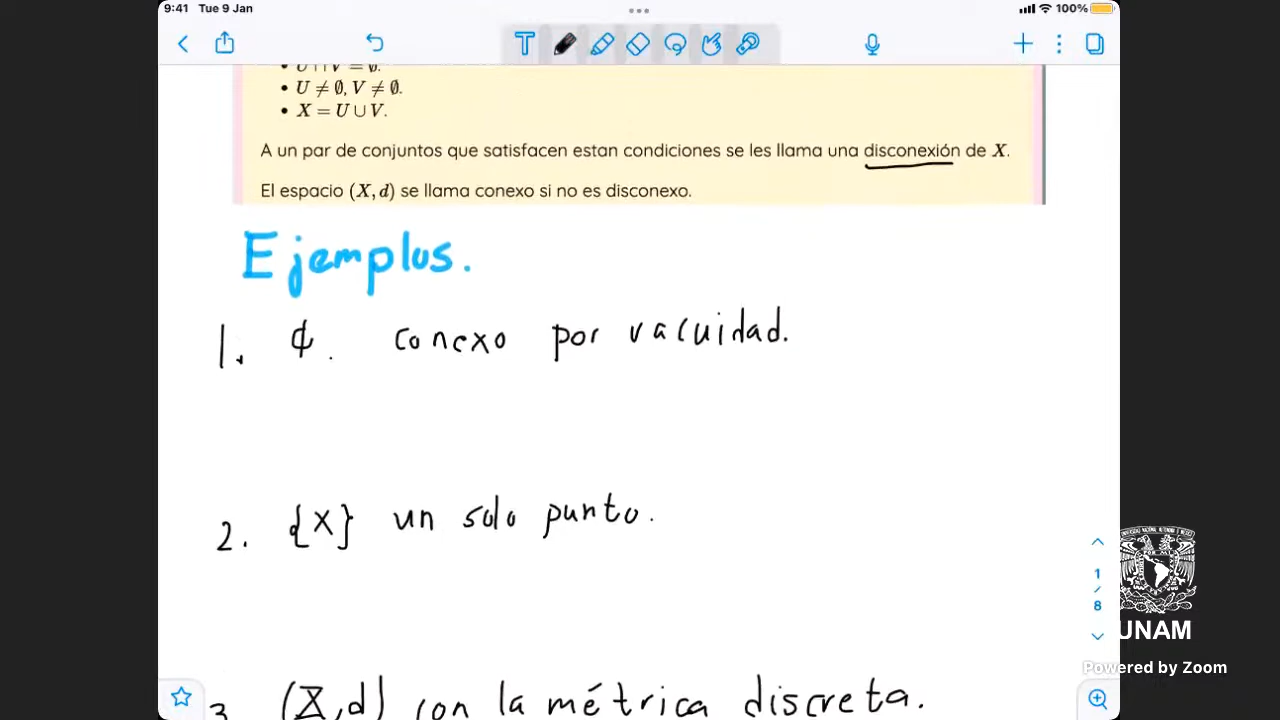 9:41 Tue 9 Jan
100%
• U ∩ V = ∅.
• U ≠ ∅, V ≠ ∅.
• X = U ∪ V.
A un par de conjuntos que satisfacen estan condiciones se les llama una disconexión de X.
El espacio (X, d) se llama conexo si no es disconexo.
Ejemplos.
1. ∅. conexo por vacuidad.
2. {x} un solo punto.
3. (X,d) con la métrica discreta.
1
/
8
UNAM
Powered by Zoom